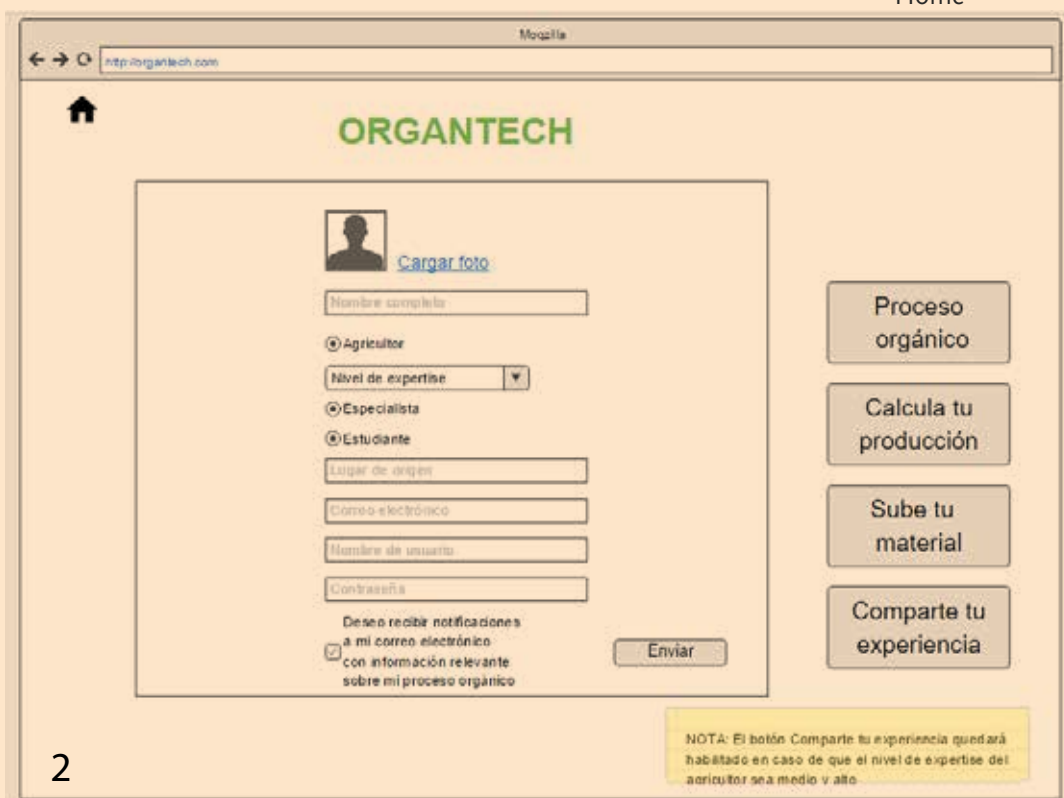 Home
Moqzilla
http://organtech.com
ORGANTECH
Cargar foto
Nombre completo
Agricultor
Nivel de expertise
Especialista
Estudiante
Lugar de origen
Correo electrónico
Nombre de usuario
Contraseña
Deseo recibir notificaciones
a mi correo electrónico
con información relevante
sobre mi proceso orgánico
Enviar
Proceso
orgánico
Calcula tu
producción
Sube tu
material
Comparte tu
experiencia
NOTA: El botón Comparte tu experiencia quedará
habilitado en caso de que el nivel de expertise del
agricultor sea medio y alto
2